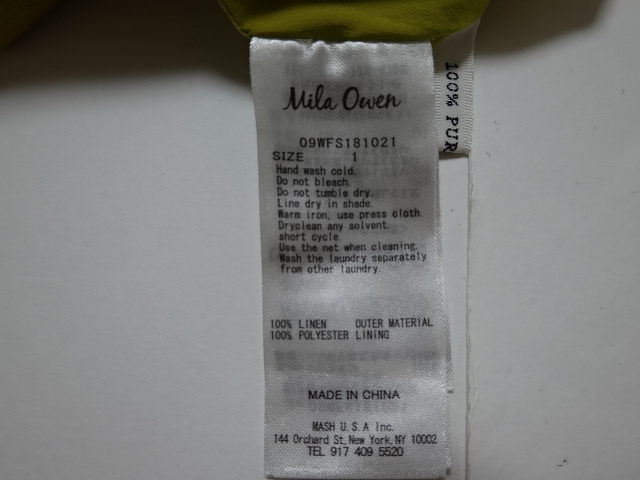 Mila Owen
09WFS181021
SIZE 1
Hand wash cold.
Do not bleach.
Do not tumble dry.
Line dry in shade.
Warm iron, use press cloth.
Dryclean any solvent.
short cycle.
Use the net when cleaning.
Wash the laundry separately
from other laundry.
100% LINEN OUTER MATERIAL
100% POLYESTER LINING
MADE IN CHINA
MASH U.S.A Inc.
144 Orchard St, New York, NY 10002
TEL 917 409 5520
100% PUR